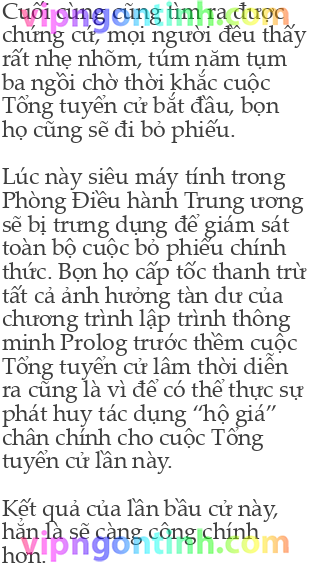 Cuối cùng cũng tìm ra được
chứng cứ, mọi người đều thấy
rất nhẹ nhõm, túm năm tụm
ba ngồi chờ thời khắc cuộc
Tổng tuyển cử bắt đầu, bọn
họ cũng sẽ đi bỏ phiếu.

Lúc này siêu máy tính trong
Phòng Điều hành Trung ương
sẽ bị trưng dụng để giám sát
toàn bộ cuộc bỏ phiếu chính
thức. Bọn họ cấp tốc thanh trừ
tất cả ảnh hưởng tàn dư của
chương trình lập trình thông
minh Prolog trước thềm cuộc
Tổng tuyển cử lâm thời diễn
ra cũng là vì để có thể thực sự
phát huy tác dụng “hộ giá”
chân chính cho cuộc Tổng
tuyển cử lần này.

Kết quả của lần bầu cử này,
hẳn là sẽ càng công chính
hơn.
vipngontinh.com
vipngontinh.com